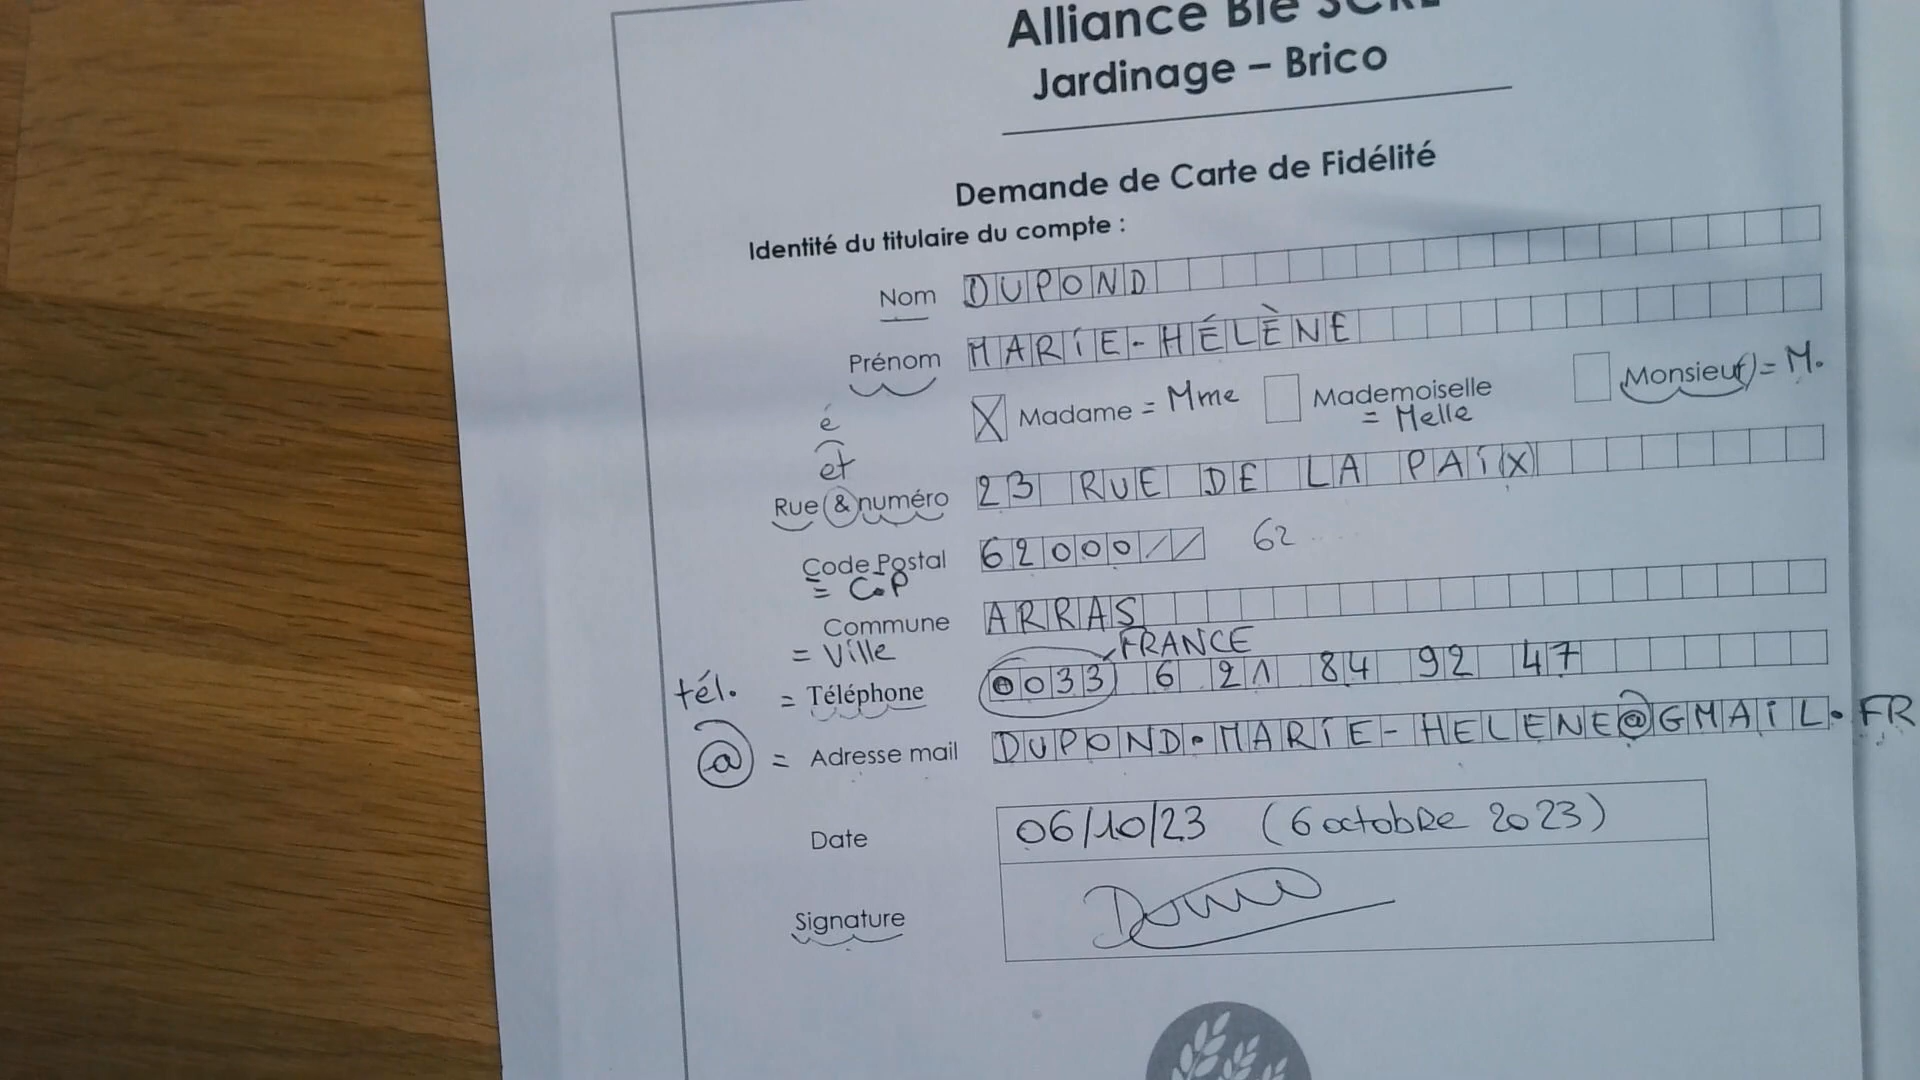 Alliance Blé SCRL
Jardinage – Brico
Demande de Carte de Fidélité
Identité du titulaire du compte :
Nom DUPOND
Prénom MARIE-HÉLÈNE
é
X Madame = Mme Mademoiselle = Melle Monsieur = M.
et
Rue & numéro 23 RUE DE LA PAIX
Code Postal 62000// 62
= C.P
Commune ARRAS
= Ville FRANCE
tél. = Téléphone 0033 6 21 84 92 47
@ = Adresse mail DUPOND.MARIE-HELENE@GMAIL.FR
Date 06/10/23 (6 octobre 2023)
Signature